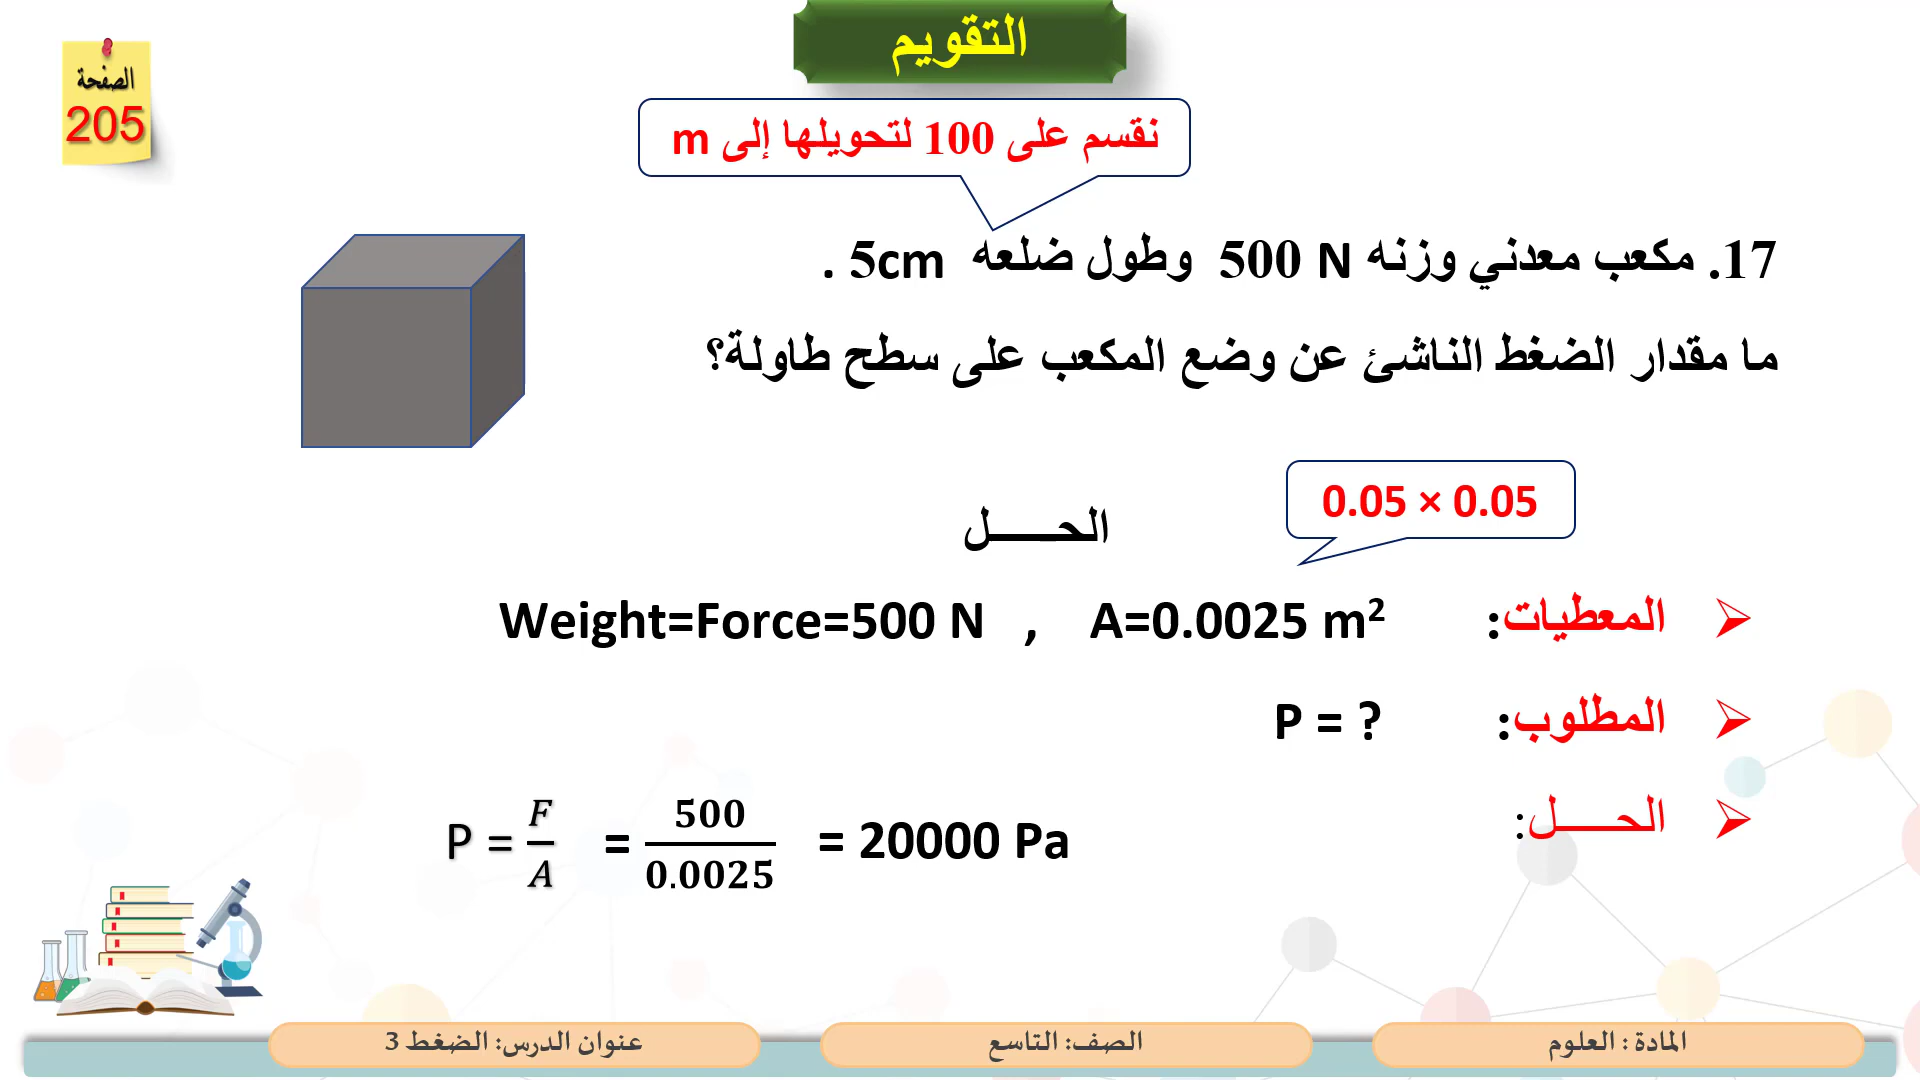 التقويم
الصفحة
205
نقسم على 100 لتحويلها إلى m
17. مكعب معدني وزنه 500 N وطول ضلعه 5cm .
ما مقدار الضغط الناشئ عن وضع المكعب على سطح طاولة؟
0.05 × 0.05
الحـــــل
المعطيات: Weight=Force=500 N , A=0.0025 m²
المطلوب: P = ?
الحـــــل:
P = F/A = 500/0.0025 = 20000 Pa
المادة : العلوم
الصف: التاسع
عنوان الدرس: الضغط 3